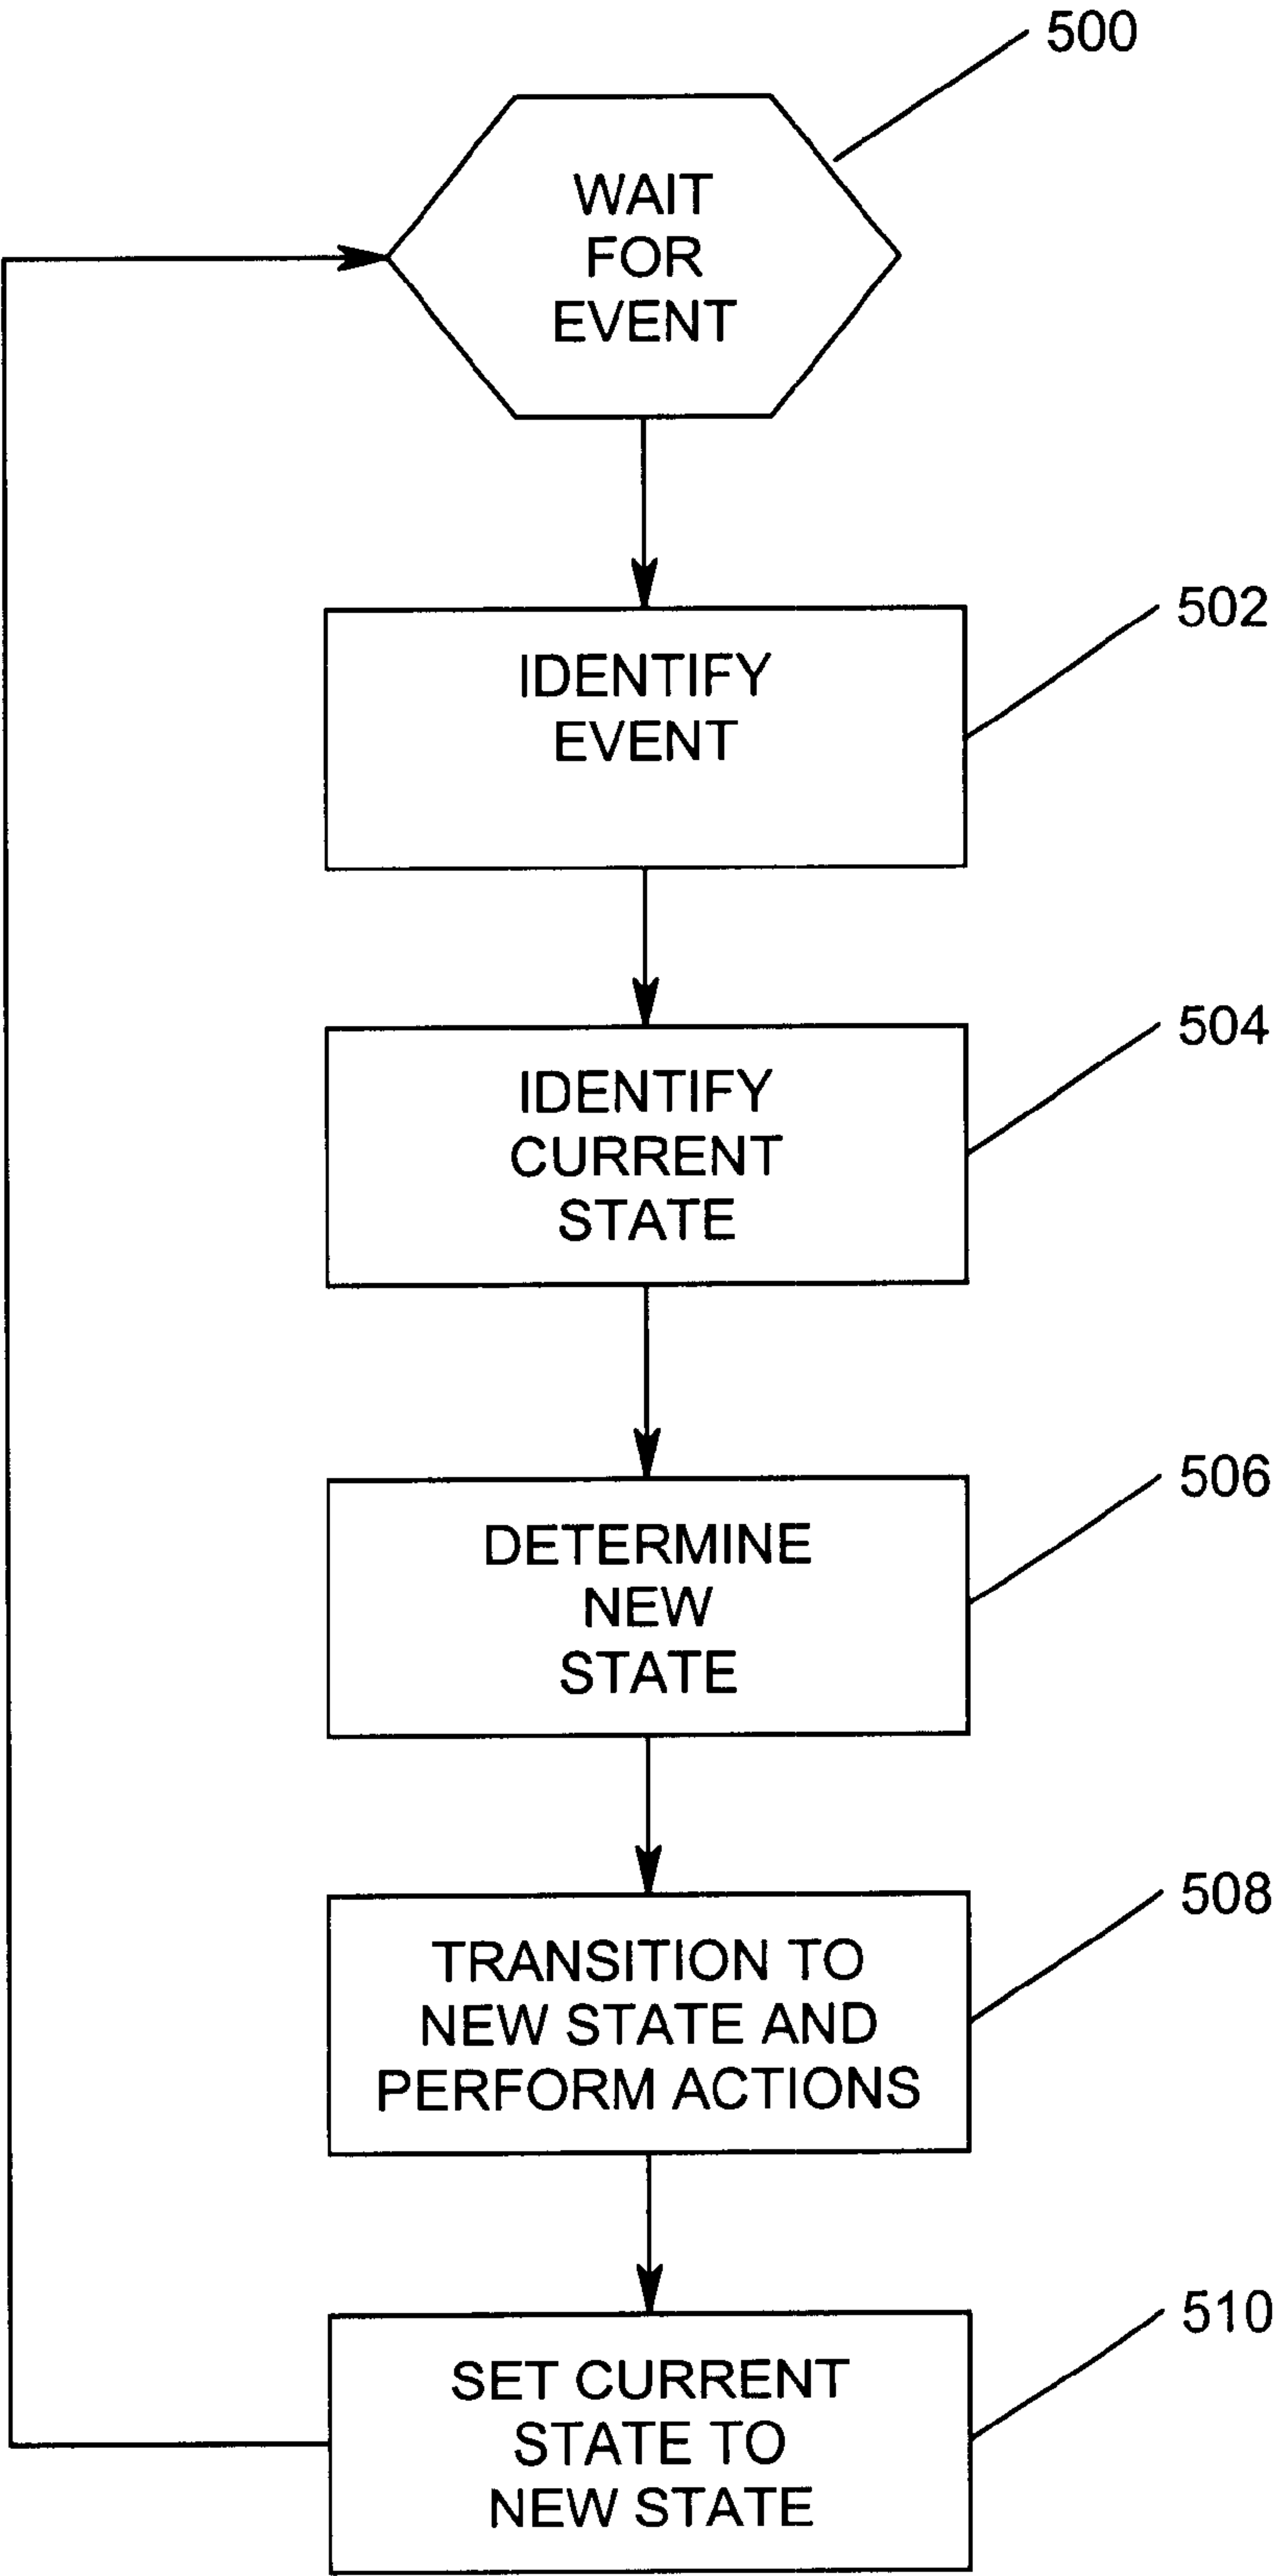 500
WAIT
FOR
EVENT
502
IDENTIFY
EVENT
504
IDENTIFY
CURRENT
STATE
506
DETERMINE
NEW
STATE
508
TRANSITION TO
NEW STATE AND
PERFORM ACTIONS
510
SET CURRENT
STATE TO
NEW STATE